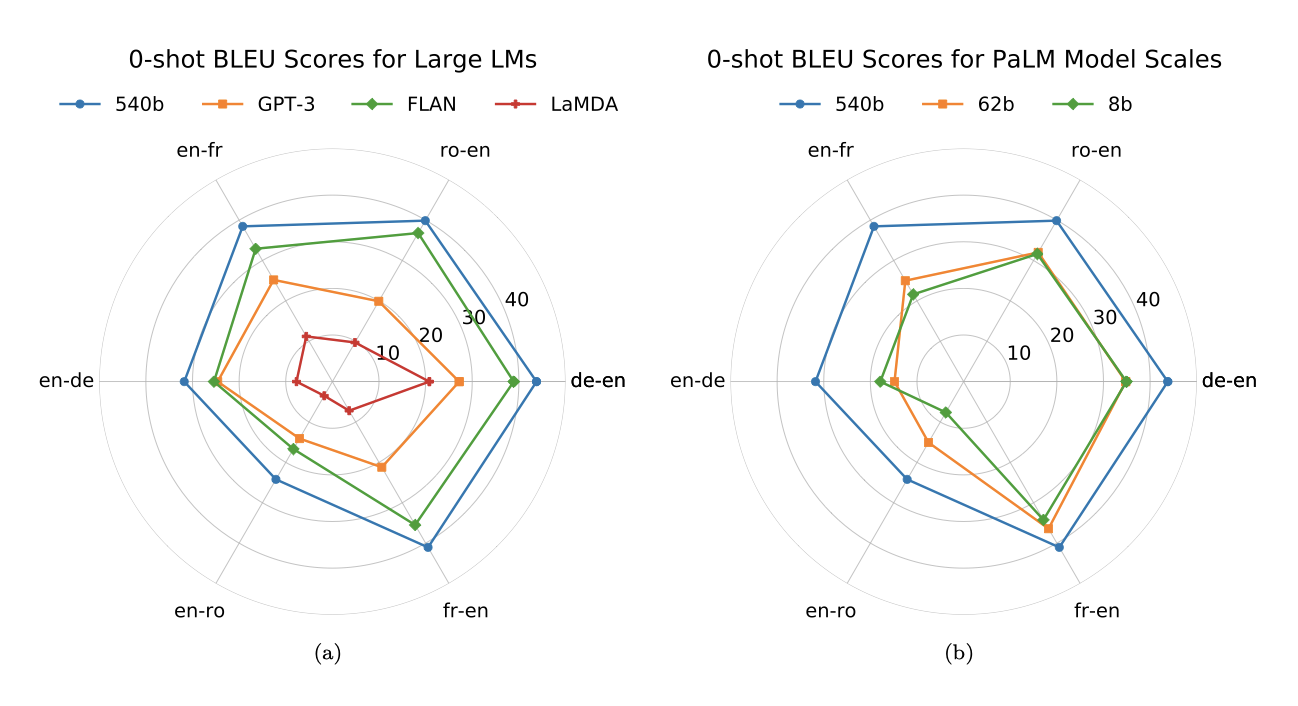 0-shot BLEU Scores for Large LMs
540b GPT-3 FLAN LaMDA
en-fr
ro-en
40
30
20
10
en-de
de-en
en-ro
fr-en
(a)
0-shot BLEU Scores for PaLM Model Scales
540b 62b 8b
en-fr
ro-en
40
30
20
10
en-de
de-en
en-ro
fr-en
(b)